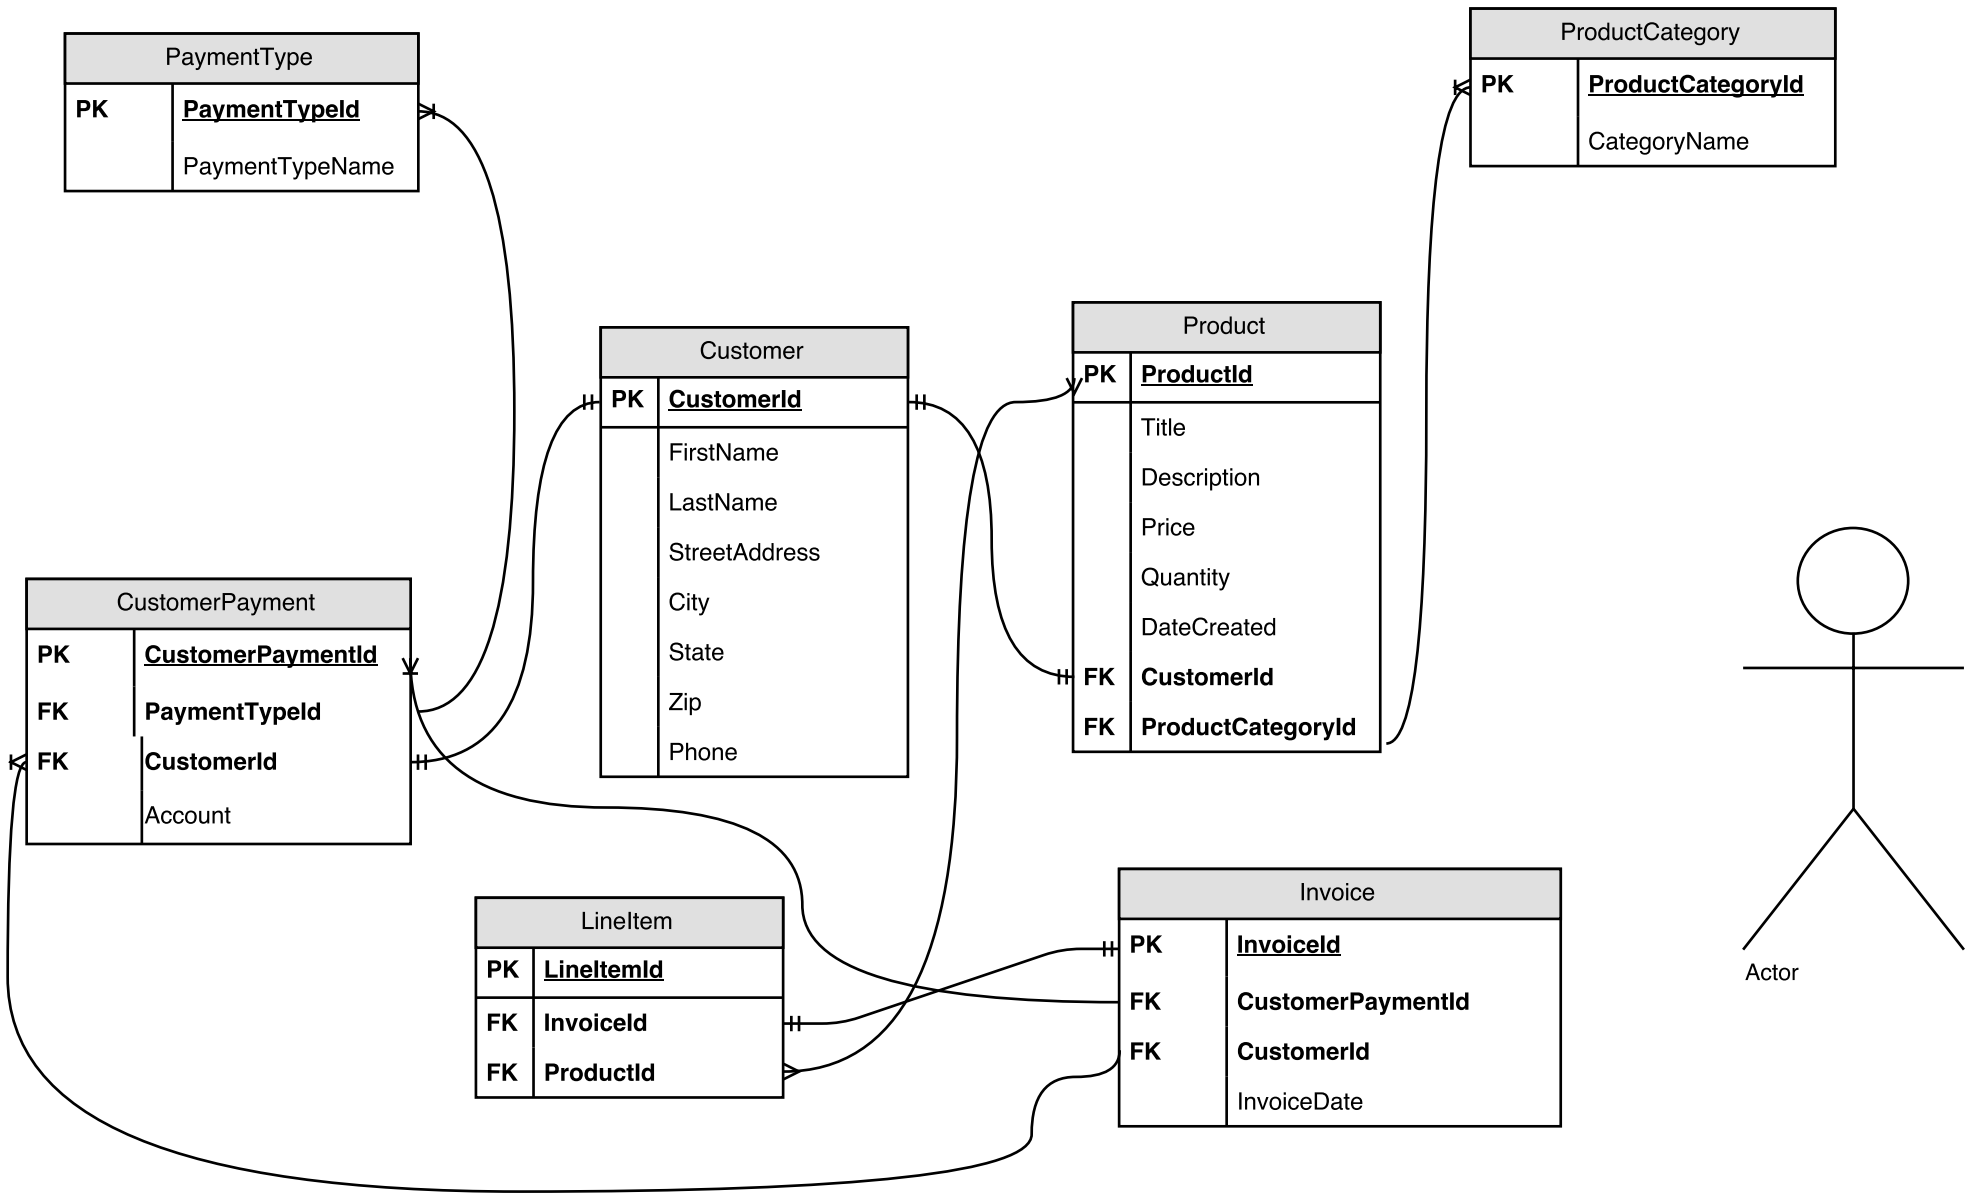 PaymentType
PK PaymentTypeId
PaymentTypeName
ProductCategory
PK ProductCategoryId
CategoryName
Customer
PK CustomerId
FirstName
LastName
StreetAddress
City
State
Zip
Phone
Product
PK ProductId
Title
Description
Price
Quantity
DateCreated
FK CustomerId
FK ProductCategoryId
CustomerPayment
PK CustomerPaymentId
FK PaymentTypeId
FK CustomerId
Account
LineItem
PK LineItemId
FK InvoiceId
FK ProductId
Invoice
PK InvoiceId
FK CustomerPaymentId
FK CustomerId
InvoiceDate
Actor